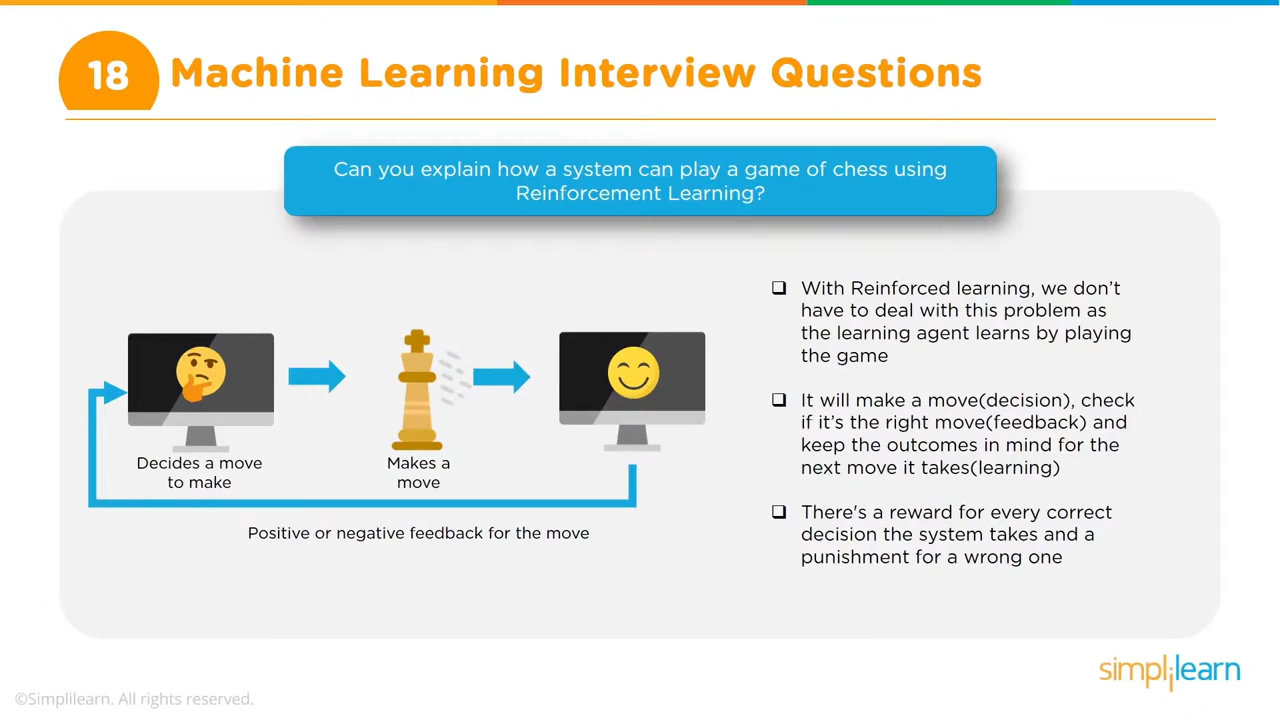 18
Machine Learning Interview Questions
Can you explain how a system can play a game of chess using
Reinforcement Learning?
Decides a move
to make
Makes a
move
Positive or negative feedback for the move
With Reinforced learning, we don’t
have to deal with this problem as
the learning agent learns by playing
the game
It will make a move(decision), check
if it’s the right move(feedback) and
keep the outcomes in mind for the
next move it takes(learning)
There's a reward for every correct
decision the system takes and a
punishment for a wrong one
simplilearn
©Simplilearn. All rights reserved.